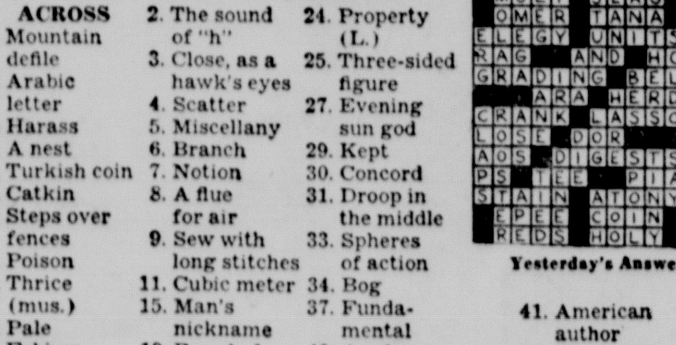 ACROSS
Mountain
defile
Arabic
letter
Harass
A nest
Turkish coin
Catkin
Steps over
fences
Poison
Thrice
(mus.)
Pale
2. The sound
of "h"
3. Close, as a
hawk's eyes
4. Scatter
5. Miscellany
6. Branch
7. Notion
8. A flue
for air
9. Sew with
long stitches
11. Cubic meter
15. Man's
nickname
24. Property
(L.)
25. Three-sided
figure
27. Evening
sun god
29. Kept
30. Concord
31. Droop in
the middle
33. Spheres
of action
34. Bog
37. Funda-
mental
OMER TANA
ELEGY UNITS
RAG AND HO
GRADING BEL
ARA HERD
CRANK LASSO
LOSE DOR
AOS DIGESTS
PS TEE PIA
STAIN ATONY
EPEE COIN
REDS HOLY
Yesterday's Answe
41. American
author